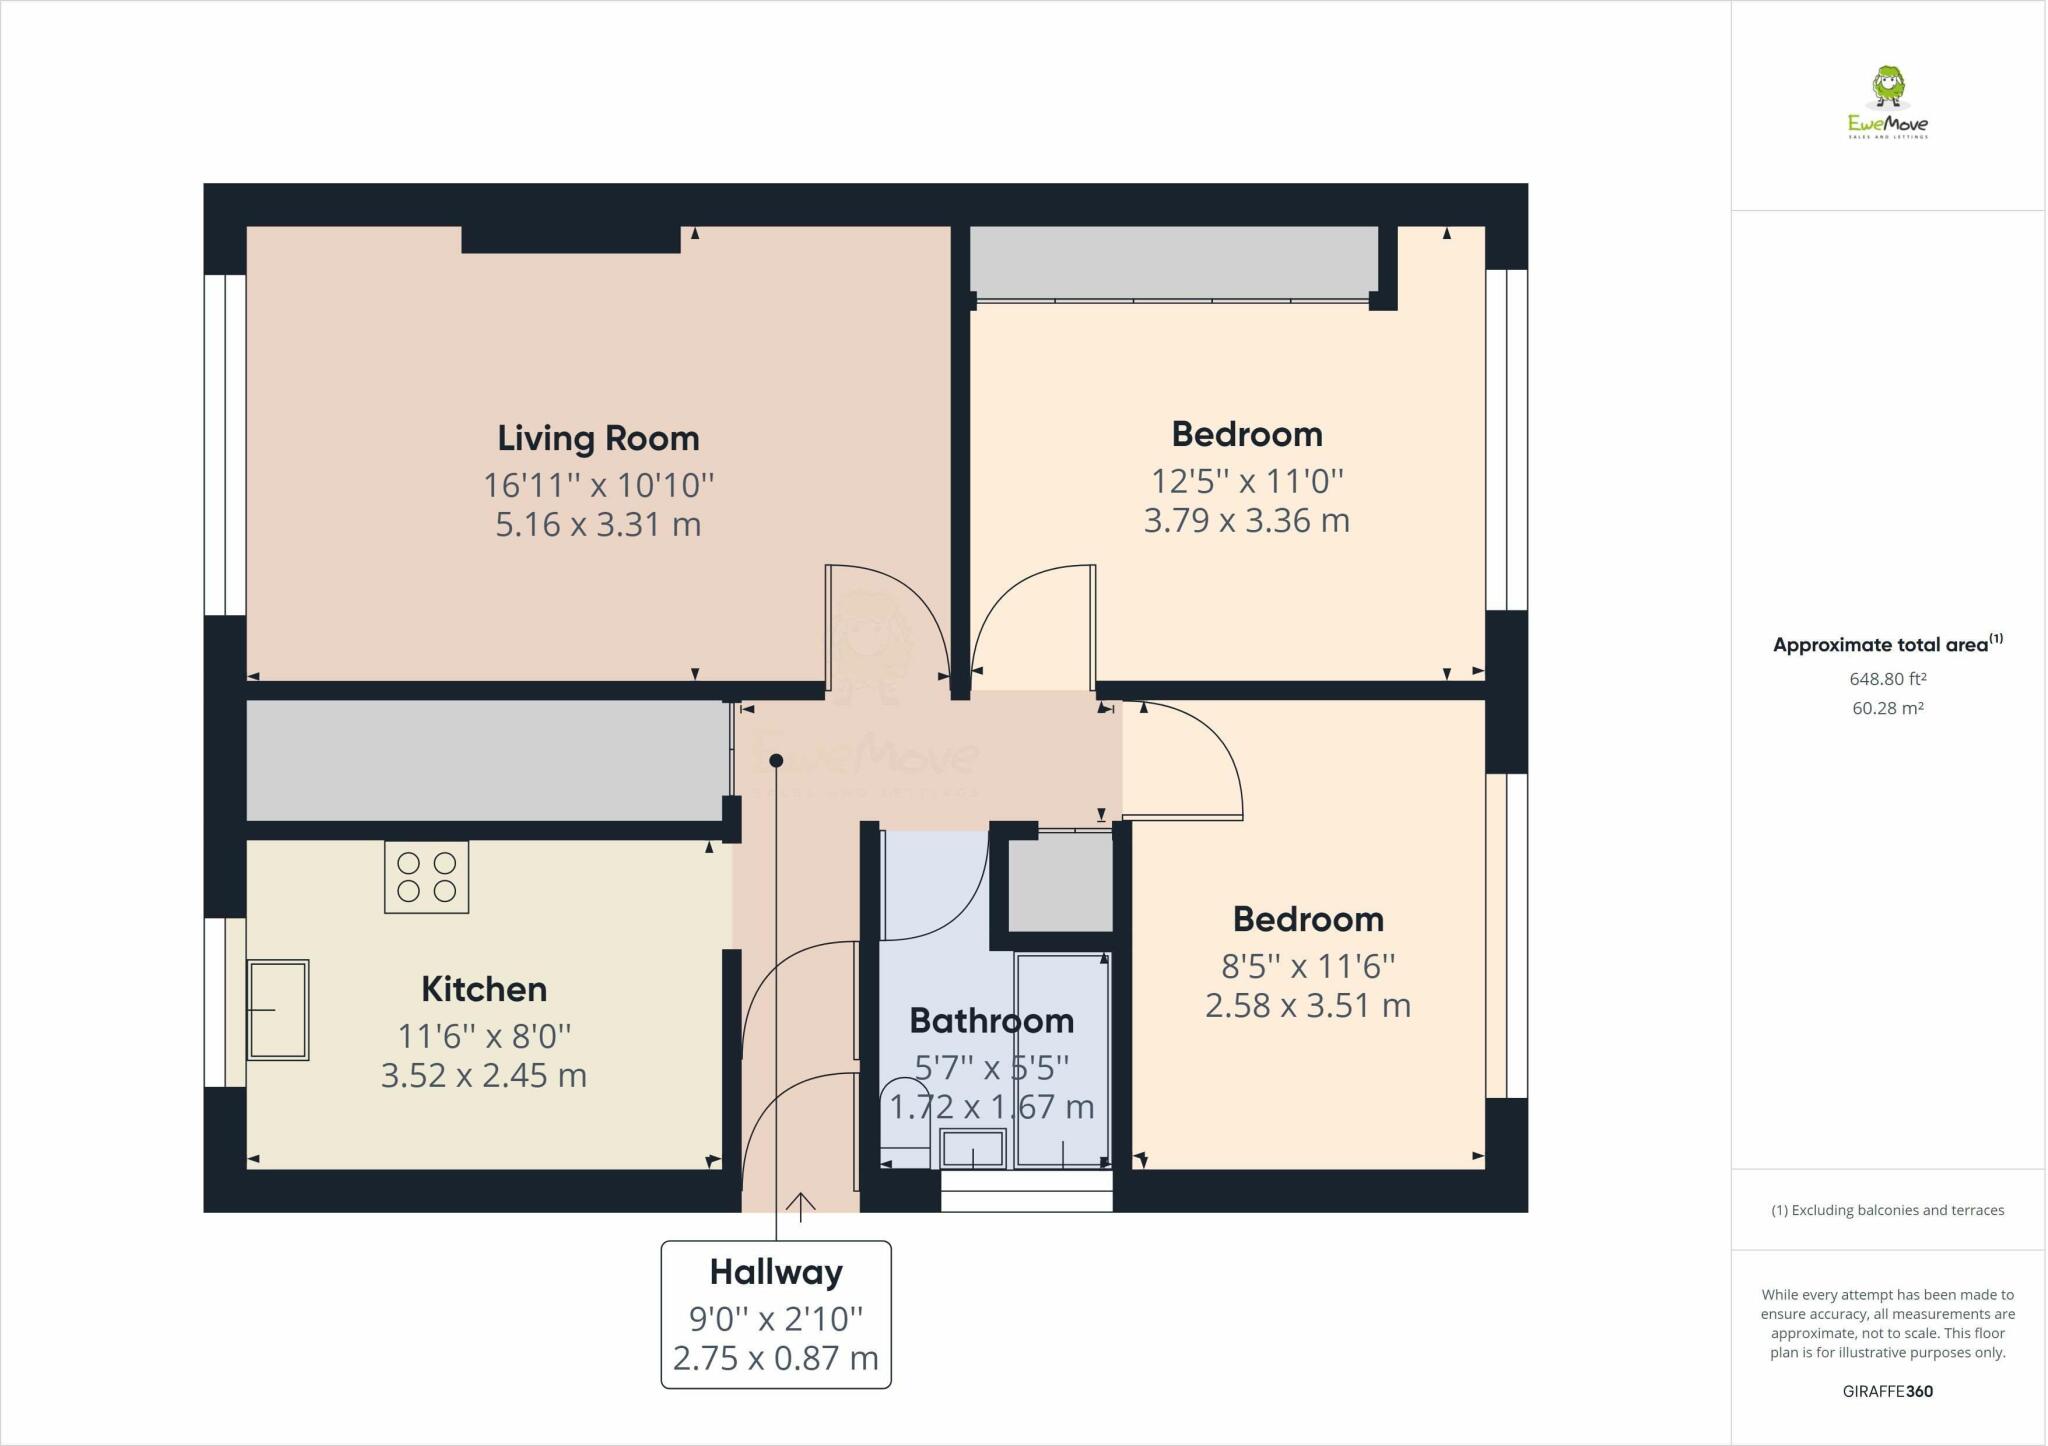 EweMove
SALES AND LETTINGS
Living Room
16'11'' x 10'10''
5.16 x 3.31 m
Bedroom
12'5'' x 11'0''
3.79 x 3.36 m
EweMove
SALES AND LETTINGS
Kitchen
11'6'' x 8'0''
3.52 x 2.45 m
Bathroom
5'7'' x 5'5''
1.72 x 1.67 m
Bedroom
8'5'' x 11'6''
2.58 x 3.51 m
Hallway
9'0'' x 2'10''
2.75 x 0.87 m
Approximate total area⁽¹⁾
648.80 ft²
60.28 m²
(1) Excluding balconies and terraces
While every attempt has been made to
ensure accuracy, all measurements are
approximate, not to scale. This floor
plan is for illustrative purposes only.
GIRAFFE360